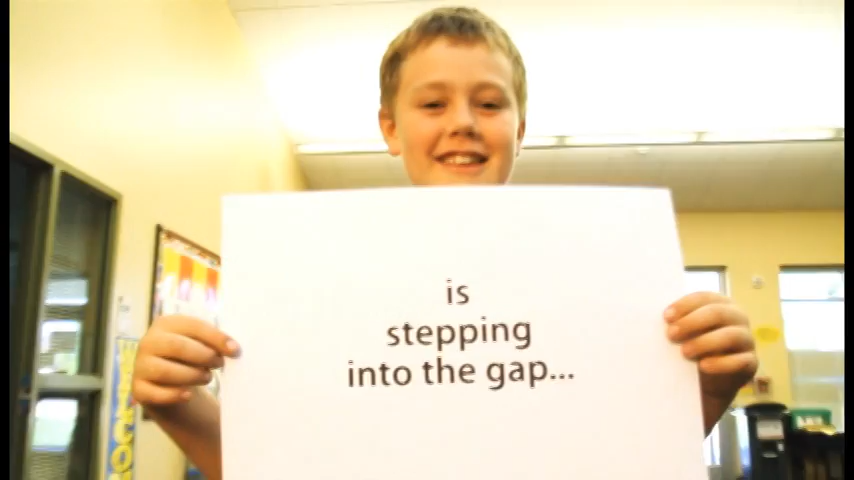 is
stepping
into the gap...